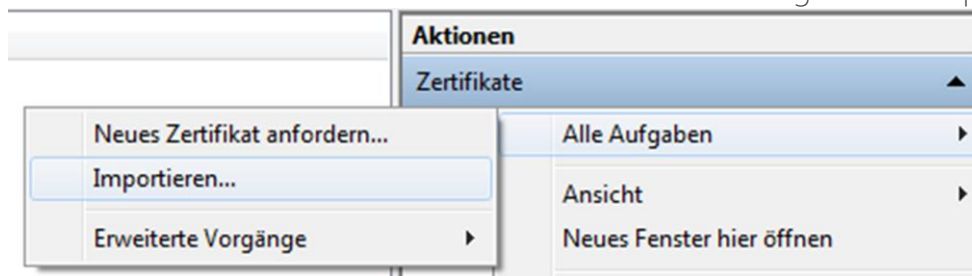 Aktionen
Zertifikate
Alle Aufgaben
Ansicht
Neues Fenster hier öffnen
Neues Zertifikat anfordern...
Importieren...
Erweiterte Vorgänge